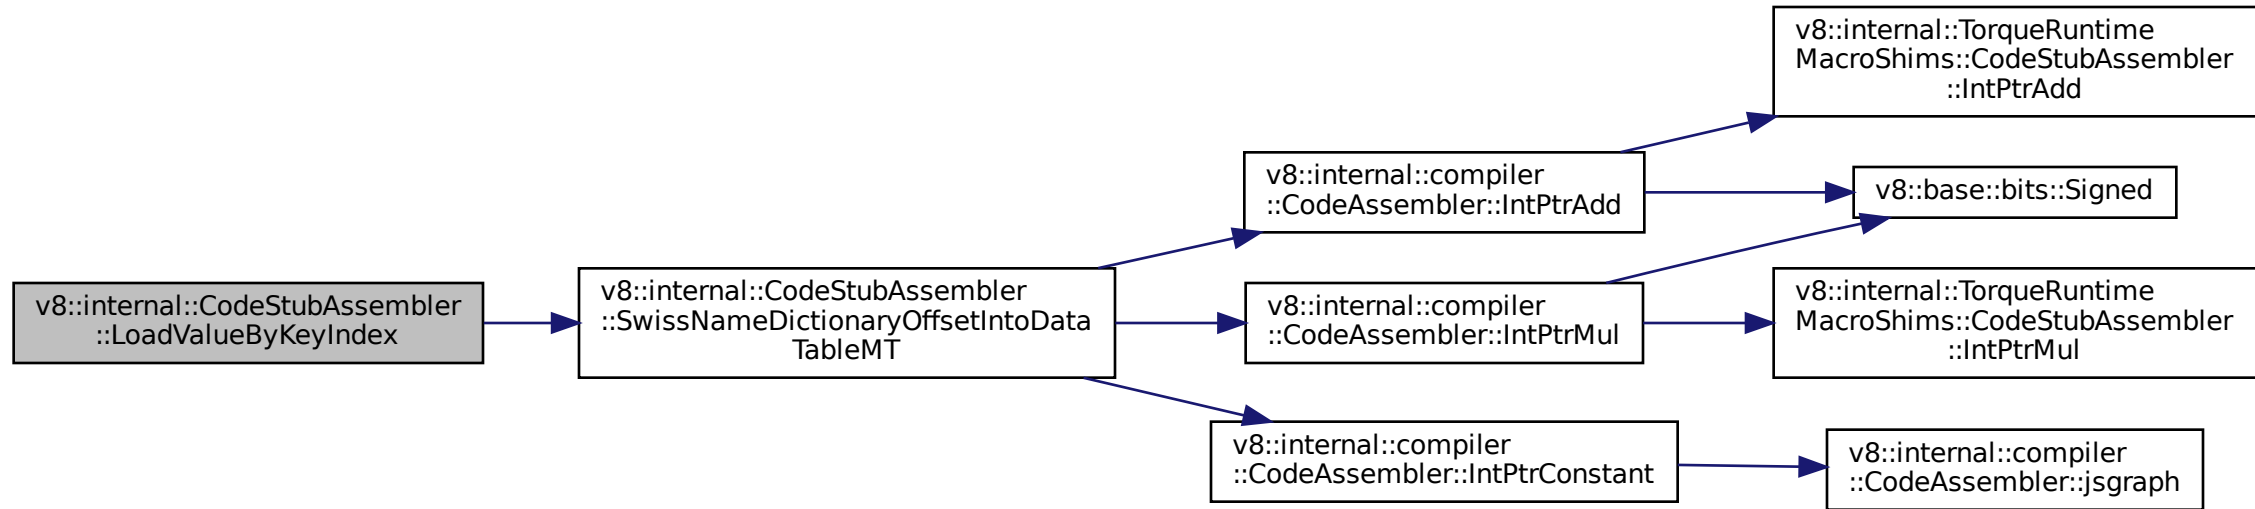 v8::internal::CodeStubAssembler
::LoadValueByKeyIndex
v8::internal::CodeStubAssembler
::SwissNameDictionaryOffsetIntoData
TableMT
v8::internal::compiler
::CodeAssembler::IntPtrAdd
v8::internal::TorqueRuntime
MacroShims::CodeStubAssembler
::IntPtrAdd
v8::base::bits::Signed
v8::internal::compiler
::CodeAssembler::IntPtrMul
v8::internal::TorqueRuntime
MacroShims::CodeStubAssembler
::IntPtrMul
v8::internal::compiler
::CodeAssembler::IntPtrConstant
v8::internal::compiler
::CodeAssembler::jsgraph